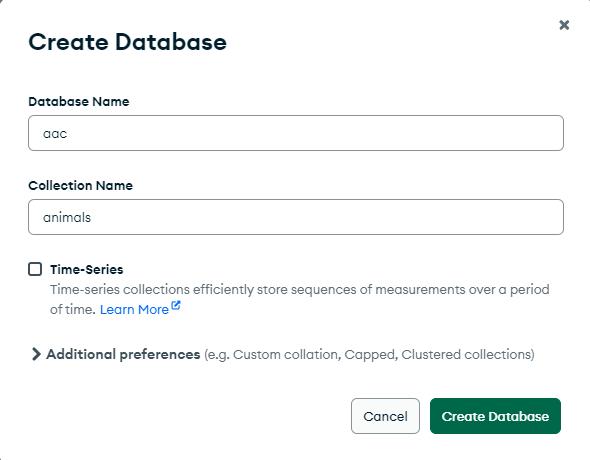 Create Database
Database Name
aac
Collection Name
animals
Time-Series
Time-series collections efficiently store sequences of measurements over a period
of time. Learn More
Additional preferences (e.g. Custom collation, Capped, Clustered collections)
Cancel
Create Database